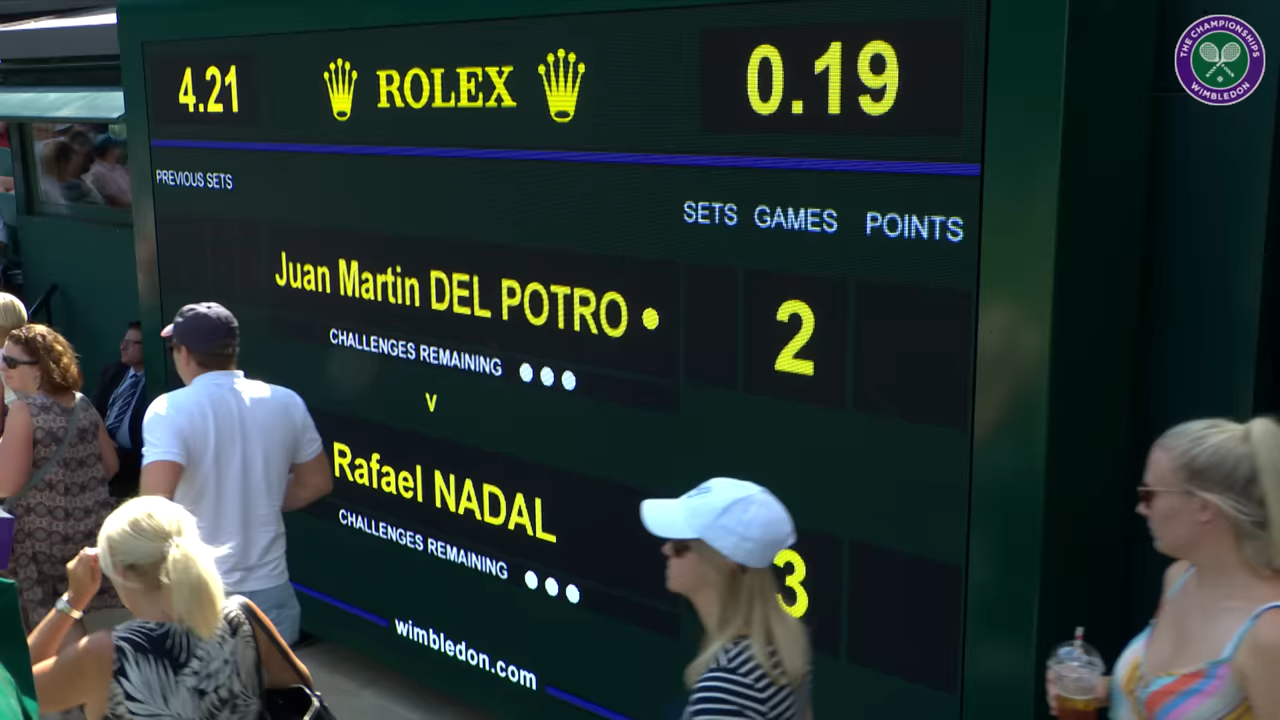 4.21 ROLEX 0.19
PREVIOUS SETS
SETS GAMES POINTS
Juan Martin DEL POTRO • 2
CHALLENGES REMAINING
v
Rafael NADAL 3
CHALLENGES REMAINING
wimbledon.com
THE CHAMPIONSHIPS
WIMBLEDON